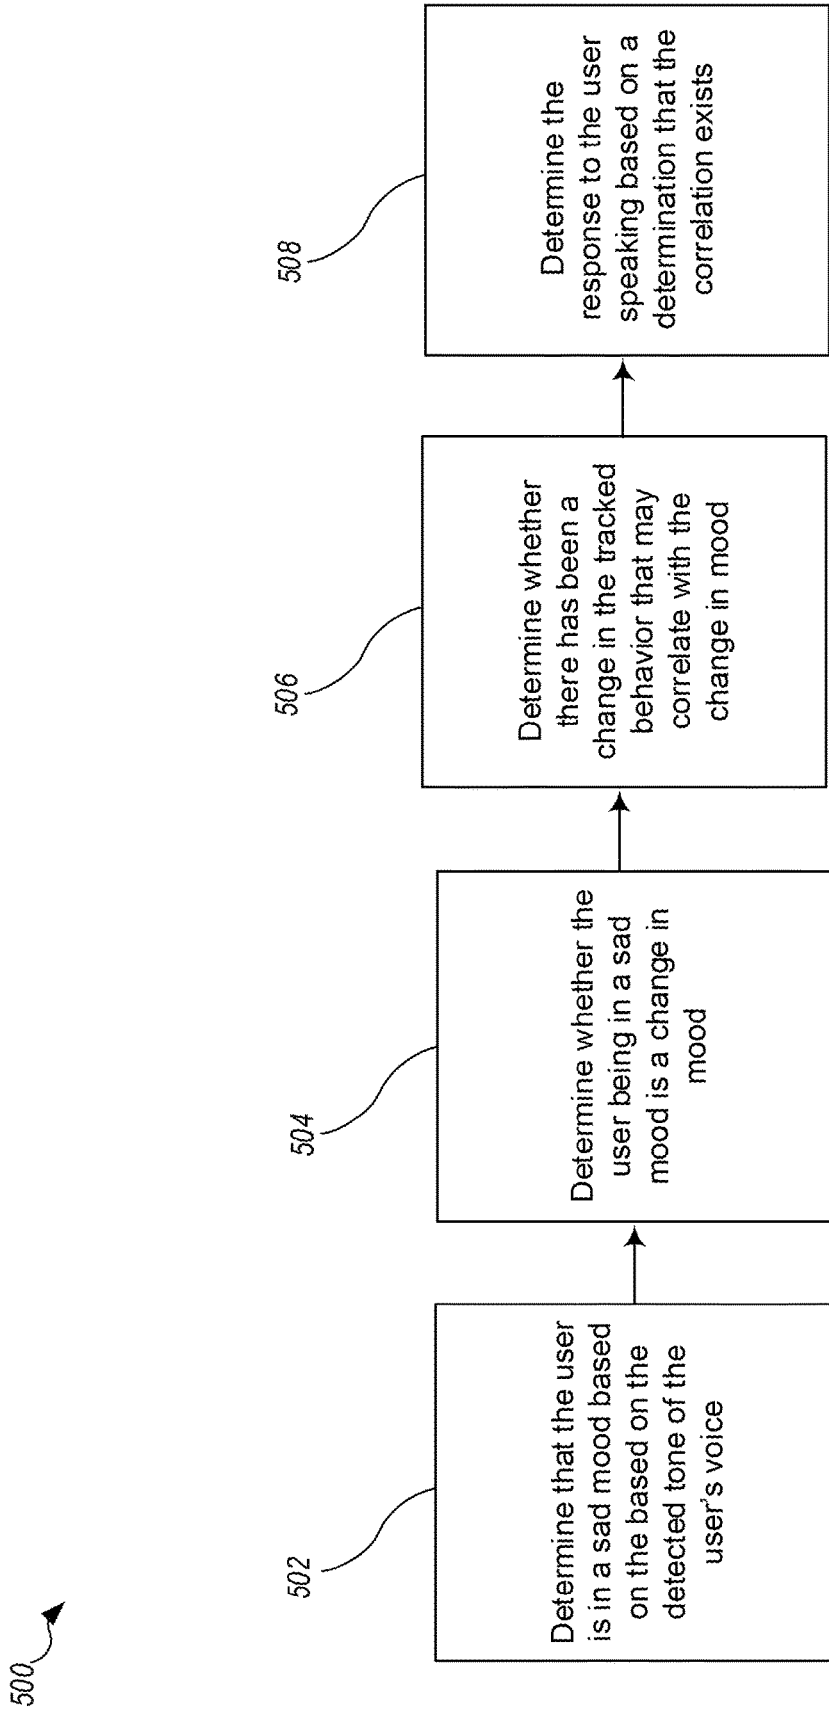 500
502
Determine that the user
is in a sad mood based
on the based on the
detected tone of the
user's voice
504
Determine whether the
user being in a sad
mood is a change in
mood
506
Determine whether
there has been a
change in the tracked
behavior that may
correlate with the
change in mood
508
Determine the
response to the user
speaking based on a
determination that the
correlation exists